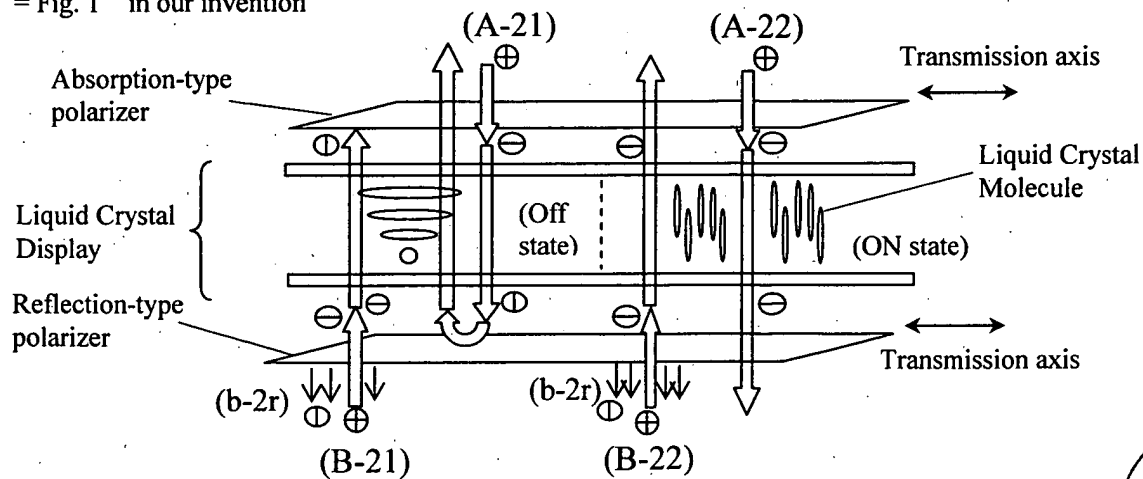 = Fig. 1 in our invention
(A-21)
(A-22)
Transmission axis
Absorption-type
polarizer
Liquid Crystal
Molecule
Liquid Crystal
Display
(Off
state)
(ON state)
Reflection-type
polarizer
Transmission axis
(b-2r)
(b-2r)
(B-21)
(B-22)